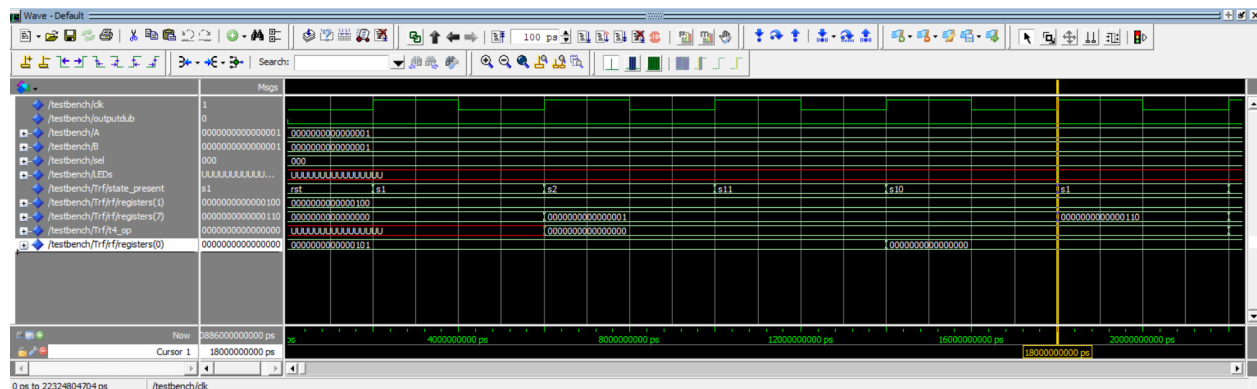 Wave - Default
100 ps
Search:
Msgs
/testbench/clk 1
/testbench/outputdub 0
/testbench/A 0000000000000001 0000000000000001
/testbench/B 0000000000000001 0000000000000001
/testbench/sel 000 000
/testbench/LEDs UUUUUUUUUUU... UUUUUUUUUUUUUUUU
/testbench/Trf/state_present s1 rst s1 s2 s11 s10 s1
/testbench/Trf/rf/registers(1) 0000000000000100 0000000000000100
/testbench/Trf/rf/registers(7) 0000000000000110 0000000000000000 0000000000000001 0000000000000110
/testbench/Trf/t4_op 0000000000000000 UUUUUUUUUUUUUUUU 0000000000000000
/testbench/Trf/rf/registers(0) 0000000000000000 0000000000000101 0000000000000000
Now 0886000000000 ps ps 4000000000 ps 8000000000 ps 12000000000 ps 16000000000 ps 20000000000 ps
Cursor 1 18000000000 ps 18000000000 ps
0 ps to 22324804704 ps /testbench/clk